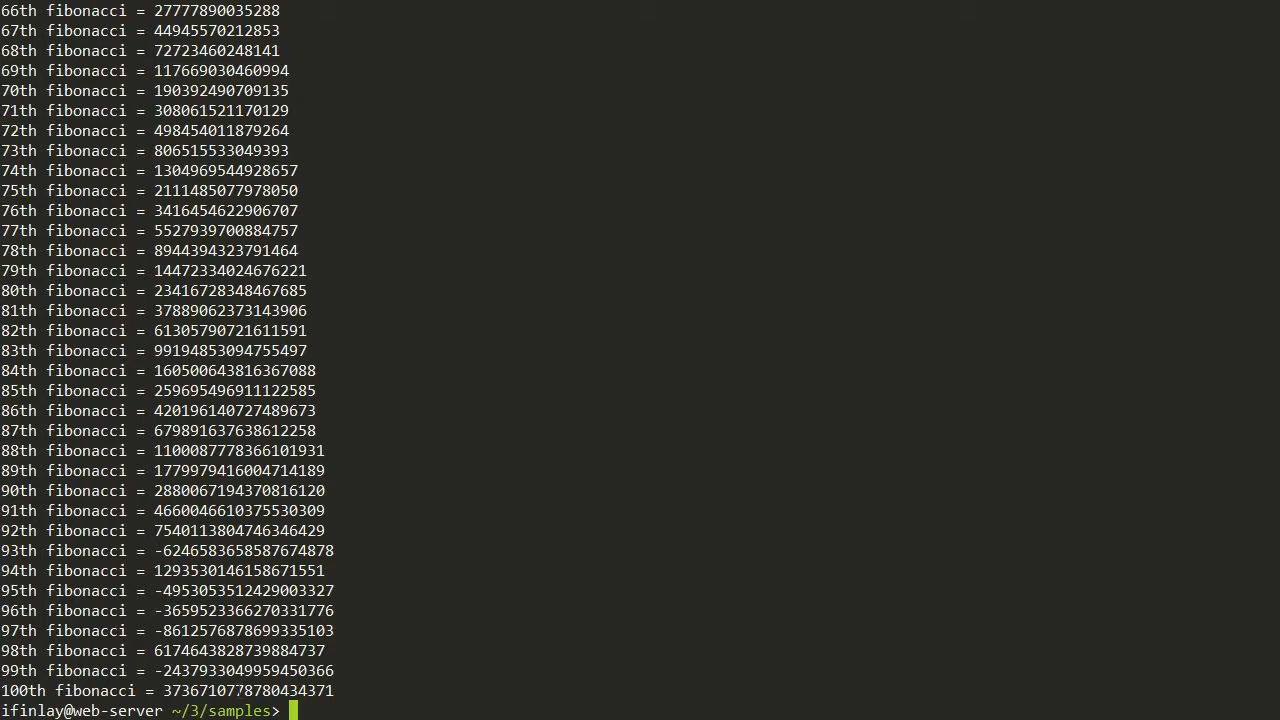 66th fibonacci = 27777890035288
67th fibonacci = 44945570212853
68th fibonacci = 72723460248141
69th fibonacci = 117669030460994
70th fibonacci = 190392490709135
71th fibonacci = 308061521170129
72th fibonacci = 498454011879264
73th fibonacci = 806515533049393
74th fibonacci = 1304969544928657
75th fibonacci = 2111485077978050
76th fibonacci = 3416454622906707
77th fibonacci = 5527939700884757
78th fibonacci = 8944394323791464
79th fibonacci = 14472334024676221
80th fibonacci = 23416728348467685
81th fibonacci = 37889062373143906
82th fibonacci = 61305790721611591
83th fibonacci = 99194853094755497
84th fibonacci = 160500643816367088
85th fibonacci = 259695496911122585
86th fibonacci = 420196140727489673
87th fibonacci = 679891637638612258
88th fibonacci = 1100087778366101931
89th fibonacci = 1779979416004714189
90th fibonacci = 2880067194370816120
91th fibonacci = 4660046610375530309
92th fibonacci = 7540113804746346429
93th fibonacci = -6246583658587674878
94th fibonacci = 1293530146158671551
95th fibonacci = -4953053512429003327
96th fibonacci = -3659523366270331776
97th fibonacci = -8612576878699335103
98th fibonacci = 6174643828739884737
99th fibonacci = -2437933049959450366
100th fibonacci = 3736710778780434371
ifinlay@web-server ~/3/samples>